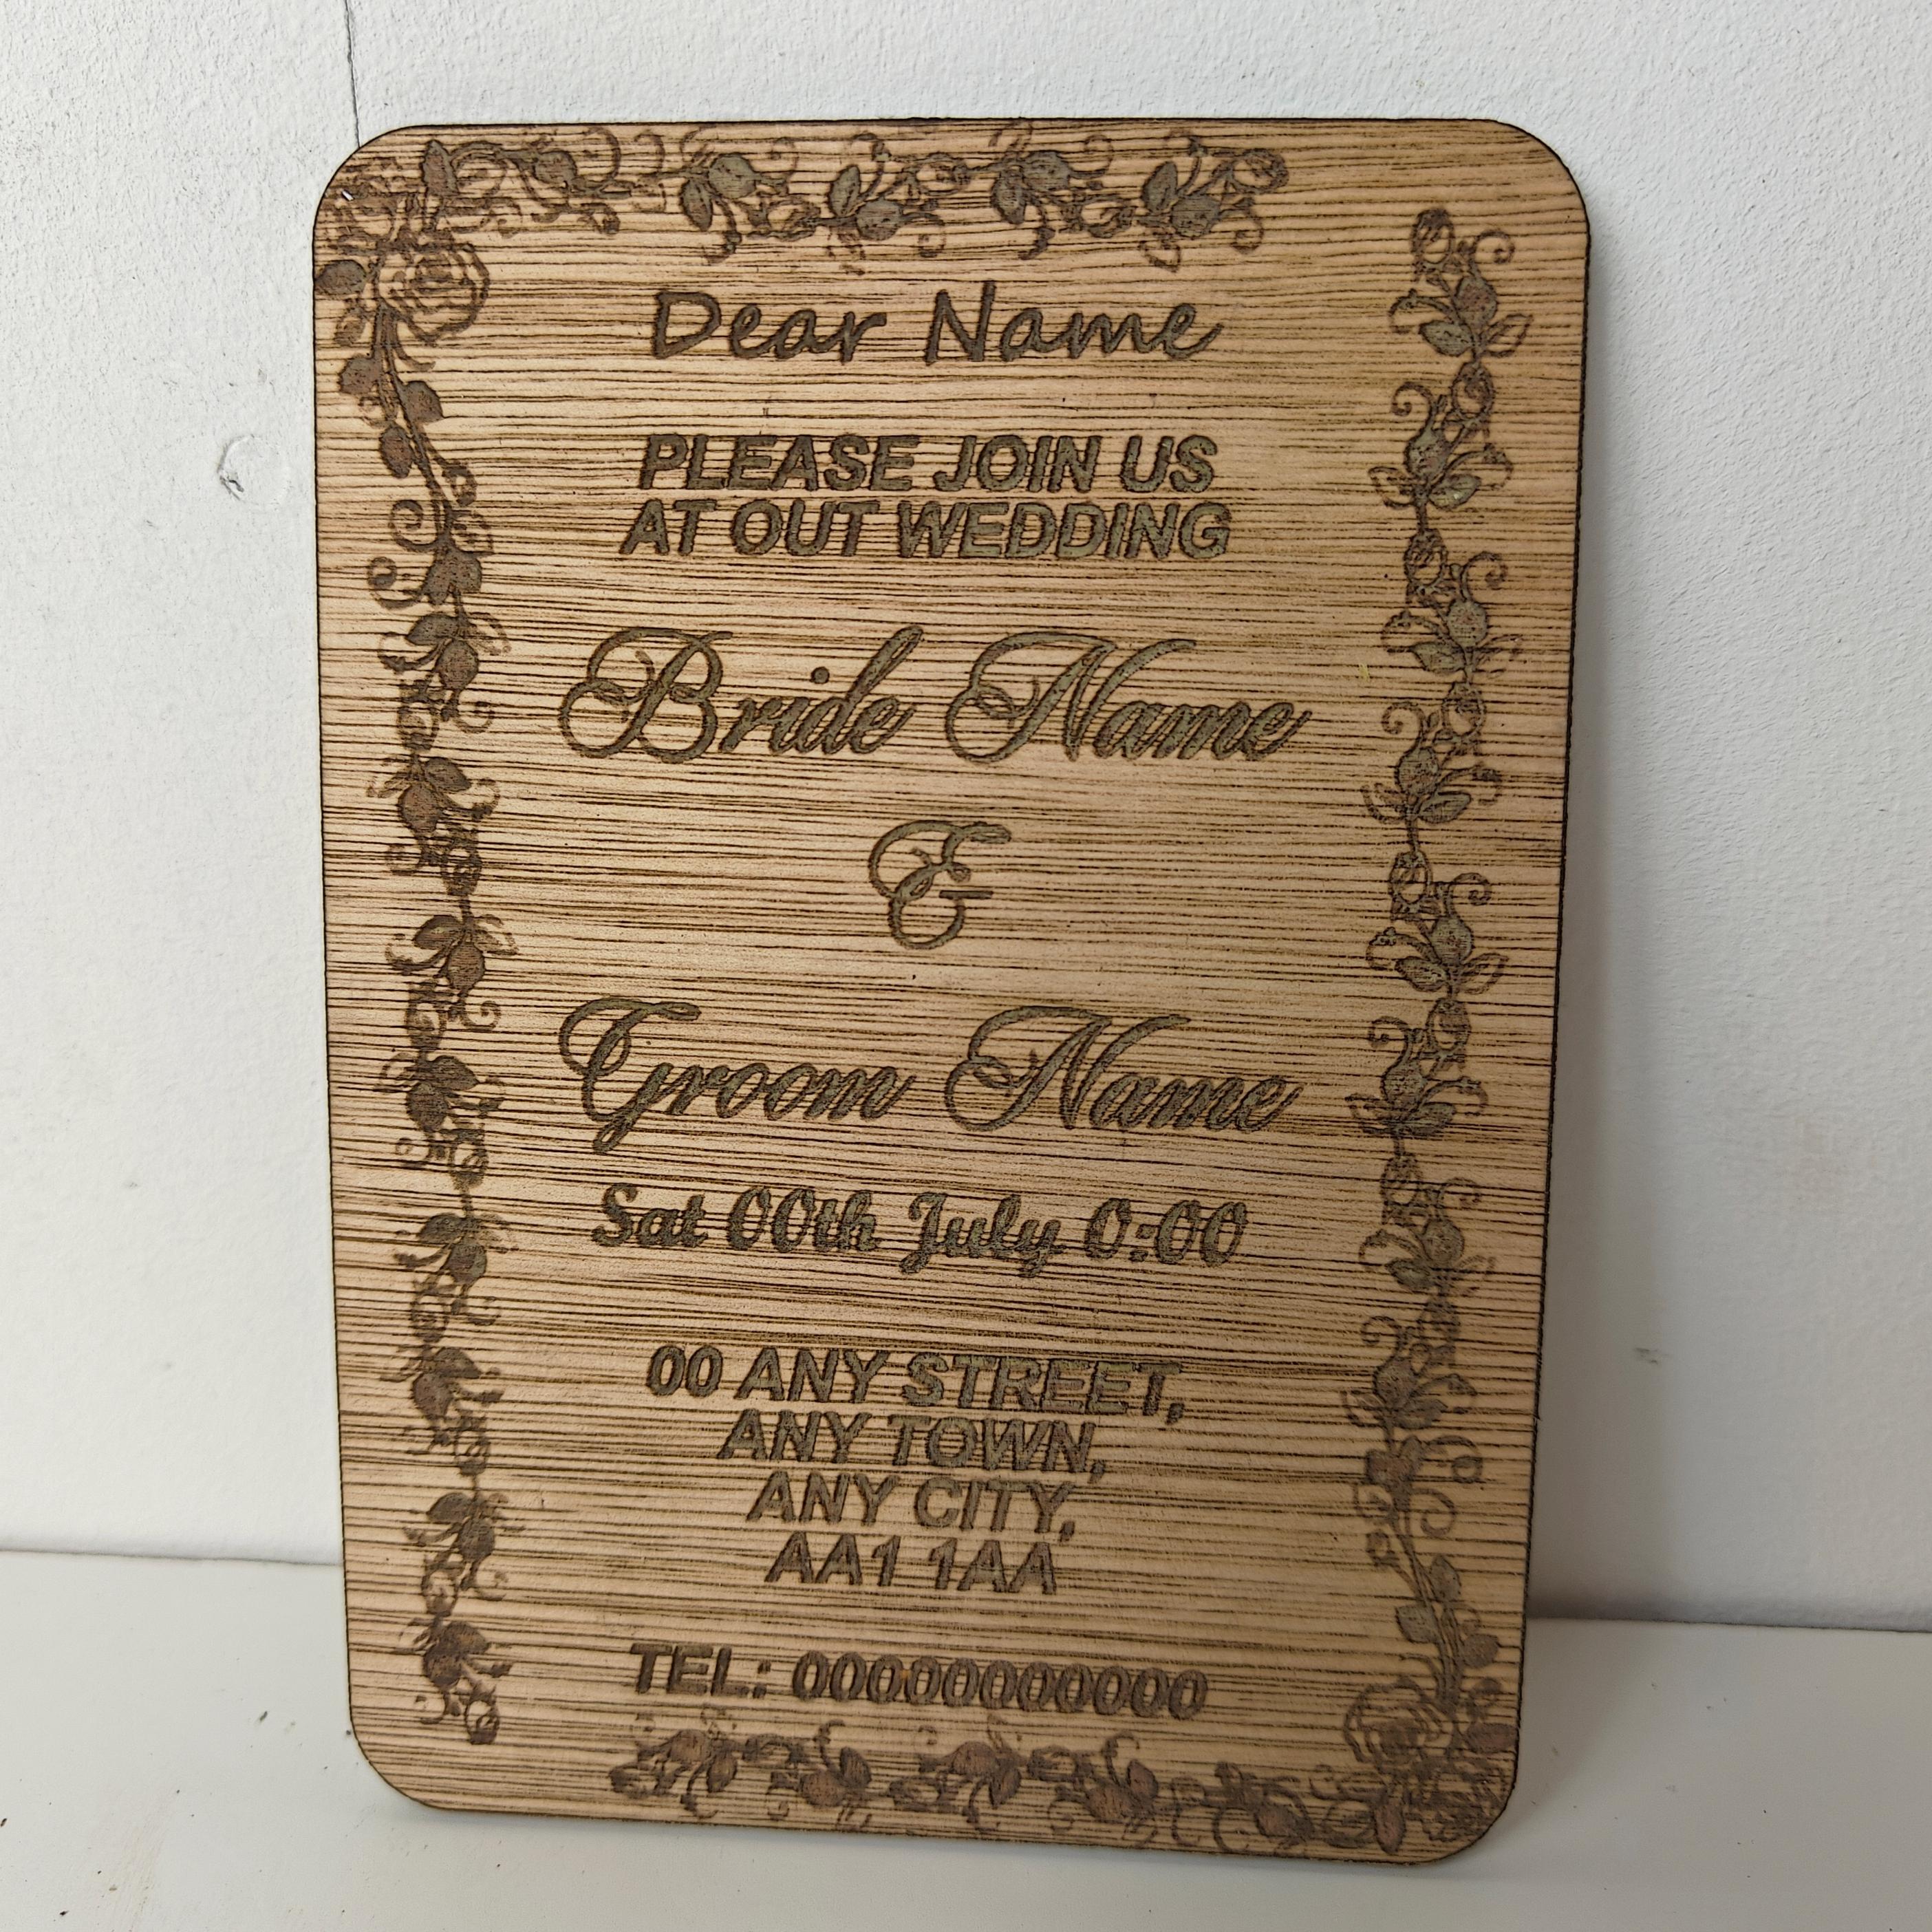 Dear Name
PLEASE JOIN US
AT OUT WEDDING
Bride Name
&
Groom Name
Sat 00th July 0:00
00 ANY STREET,
ANY TOWN,
ANY CITY,
AA1 1AA
TEL: 00000000000